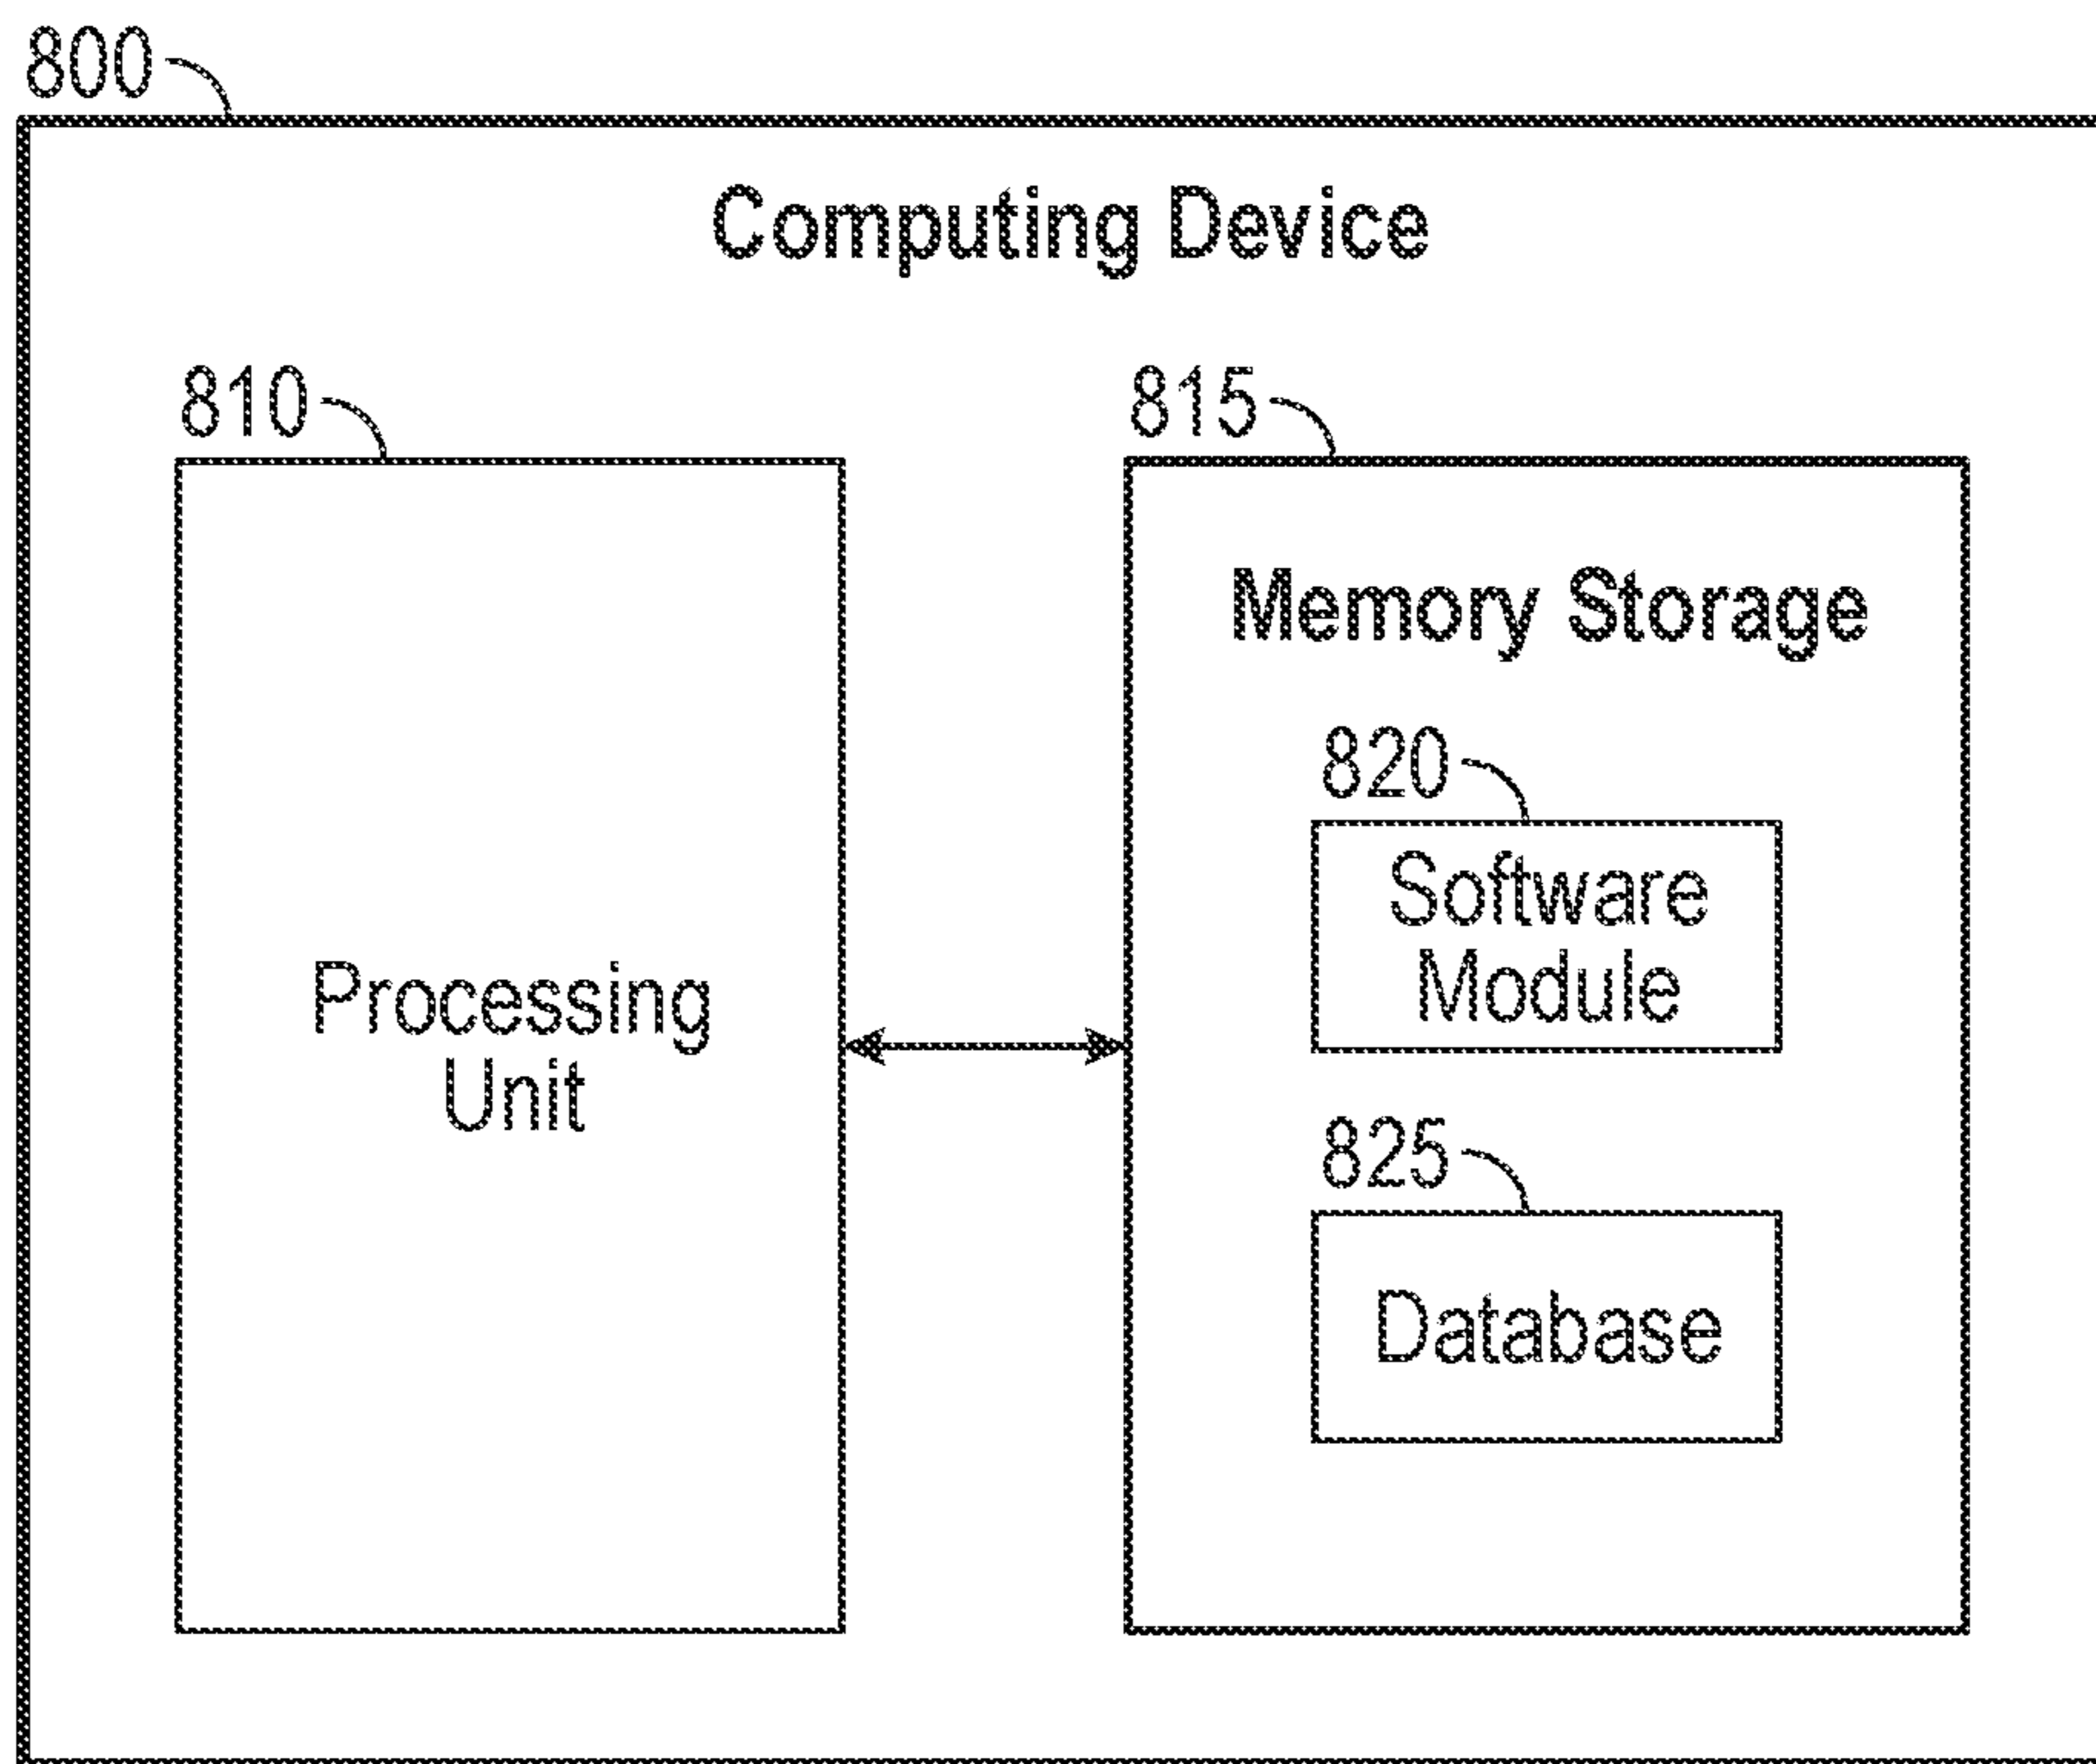 800
Computing Device
810
815
Memory Storage
820
Software
Module
Processing
Unit
825
Database